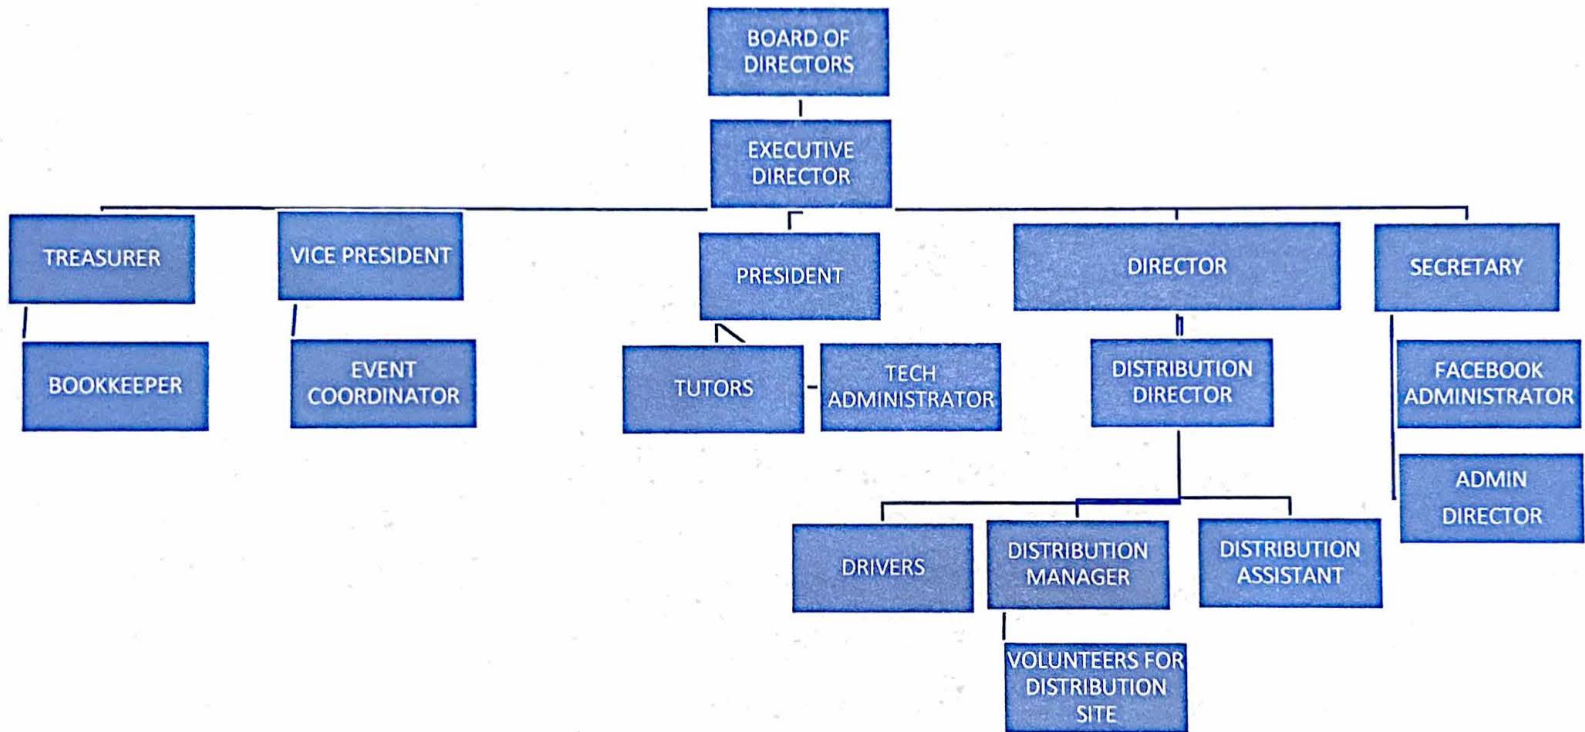 BOARD OF
DIRECTORS
EXECUTIVE
DIRECTOR
TREASURER
VICE PRESIDENT
PRESIDENT
DIRECTOR
SECRETARY
BOOKKEEPER
EVENT
COORDINATOR
TUTORS
TECH
ADMINISTRATOR
DISTRIBUTION
DIRECTOR
FACEBOOK
ADMINISTRATOR
ADMIN
DIRECTOR
DRIVERS
DISTRIBUTION
MANAGER
DISTRIBUTION
ASSISTANT
VOLUNTEERS FOR
DISTRIBUTION
SITE